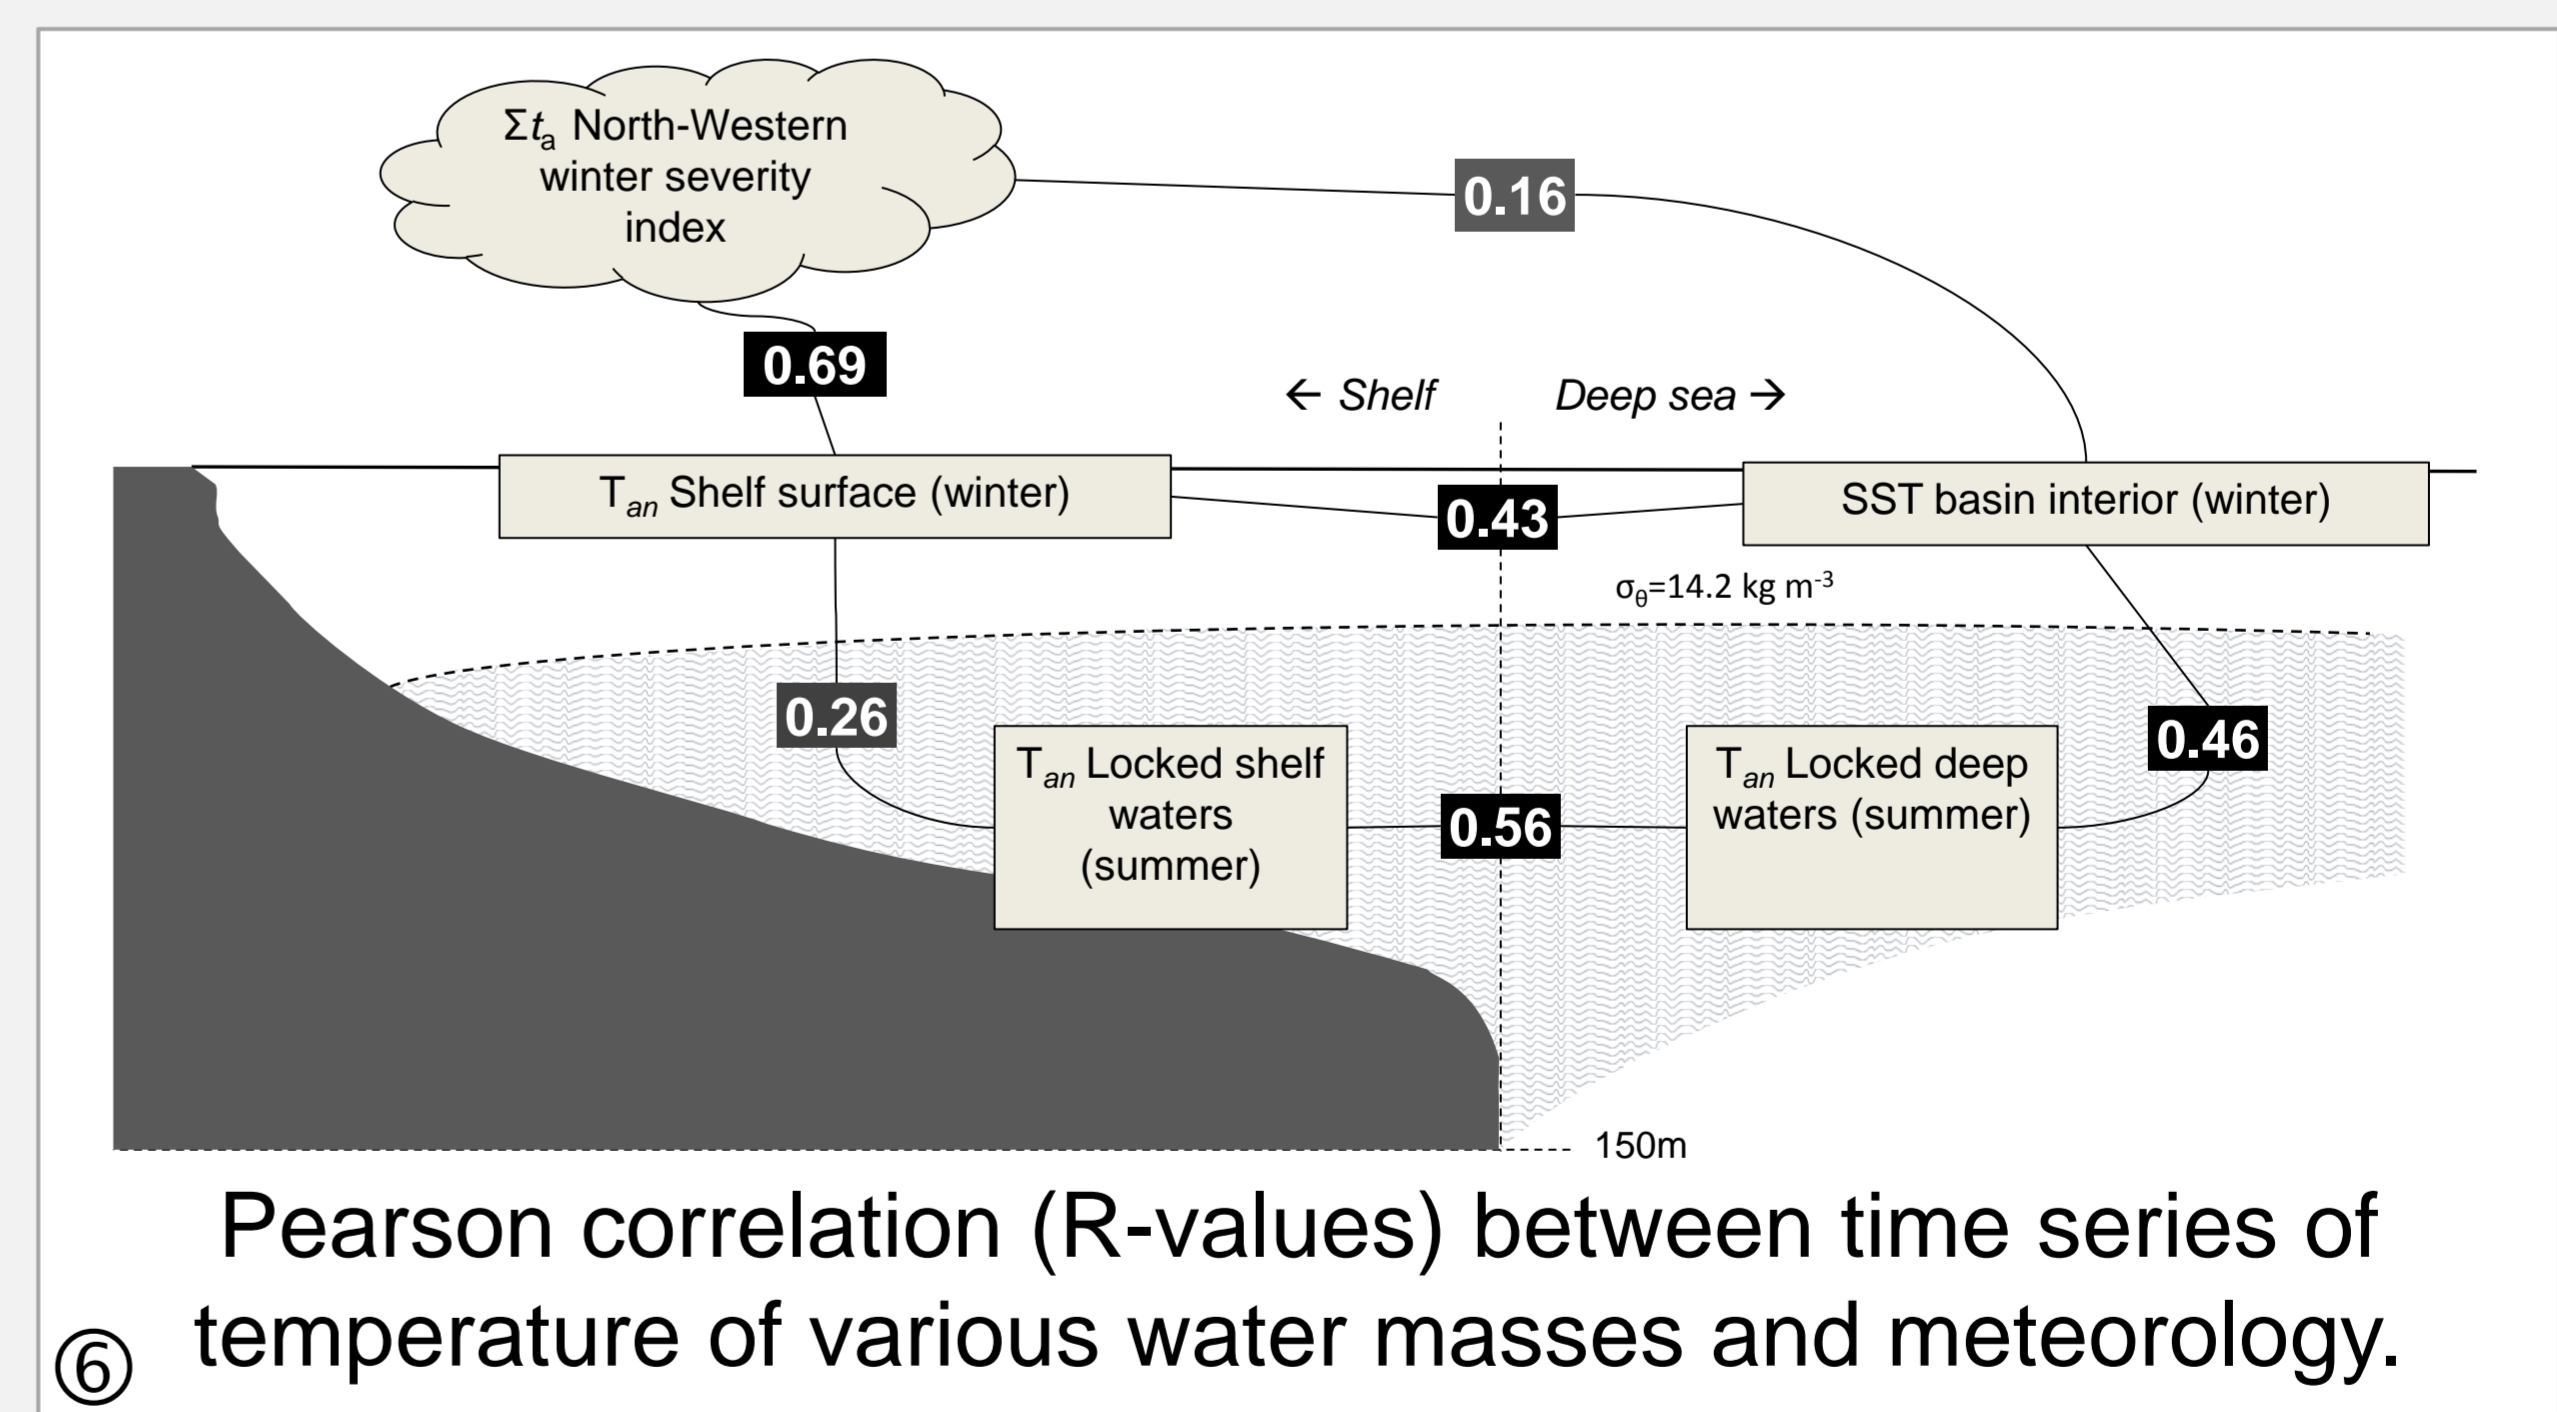 Σtₐ North-Western
winter severity
index
0.16
0.69
← Shelf
Deep sea →
Tan Shelf surface (winter)
0.43
SST basin interior (winter)
σθ=14.2 kg m⁻³
0.26
Tan Locked shelf
waters
(summer)
0.56
Tan Locked deep
waters (summer)
0.46
150m
Pearson correlation (R-values) between time series of
temperature of various water masses and meteorology.
⑥